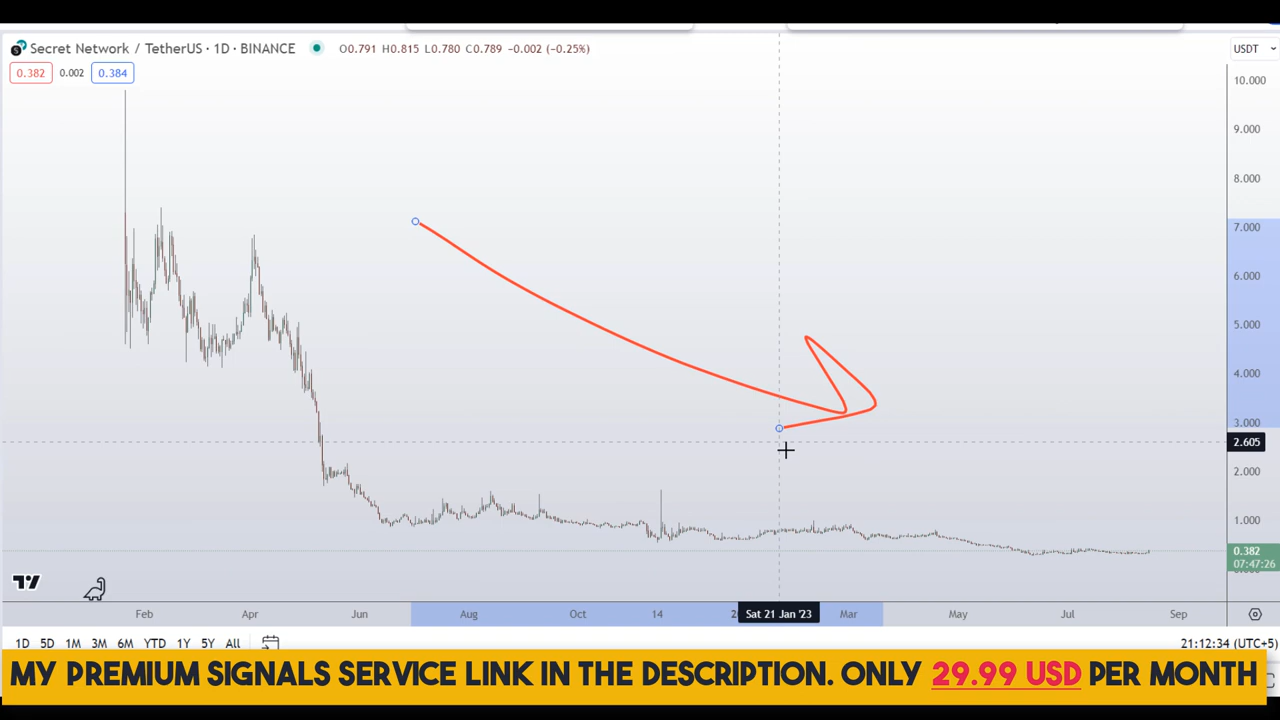 Secret Network / TetherUS · 1D · BINANCE O0.791 H0.815 L0.780 C0.789 −0.002 (−0.25%) USDT
0.382 0.002 0.384
10.000
9.000
8.000
7.000
6.000
5.000
4.000
3.000
2.605
2.000
1.000
0.382
07:47:26
Feb Apr Jun Aug Oct 14 Sat 21 Jan '23 Mar May Jul Sep
1D 5D 1M 3M 6M YTD 1Y 5Y All 21:12:34 (UTC+5)
MY PREMIUM SIGNALS SERVICE LINK IN THE DESCRIPTION. ONLY 29.99 USD PER MONTH